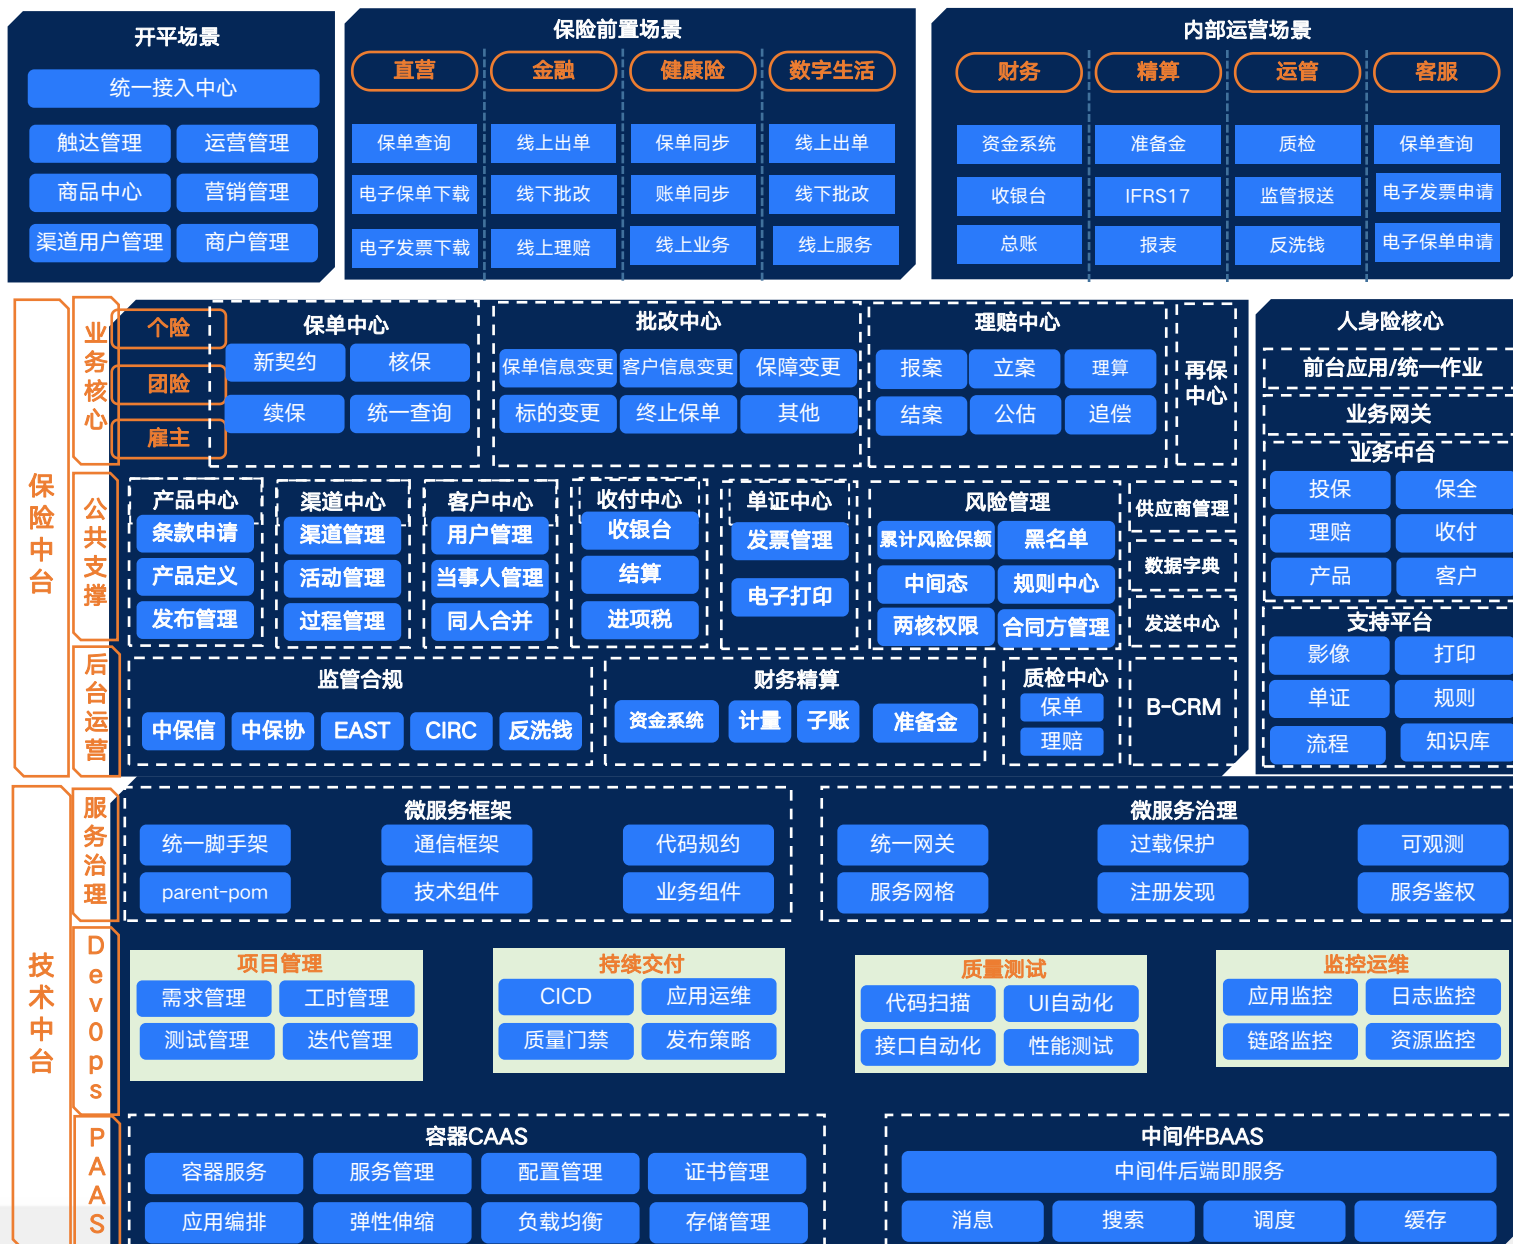 开平场景
统一接入中心
触达管理 运营管理
商品中心 营销管理
渠道用户管理 商户管理
保险前置场景
直营 金融 健康险 数字生活
保单查询 线上出单 保单同步 线上出单
电子保单下载 线下批改 账单同步 线下批改
电子发票下载 线上理赔 线上业务 线上服务
内部运营场景
财务 精算 运管 客服
资金系统 准备金 质检 保单查询
收银台 IFRS17 监管报送 电子发票申请
总账 报表 反洗钱 电子保单申请
保险中台
业务核心
个险
团险
雇主
保单中心
新契约 核保
续保 统一查询
批改中心
保单信息变更 客户信息变更 保障变更
标的变更 终止保单 其他
理赔中心
报案 立案 理算
结案 公估 追偿
再保
中心
公共支撑
产品中心
条款申请
产品定义
发布管理
渠道中心
渠道管理
活动管理
过程管理
客户中心
用户管理
当事人管理
同人合并
收付中心
收银台
结算
进项税
单证中心
发票管理
电子打印
风险管理
累计风险保额 黑名单
中间态 规则中心
两核权限 合同方管理
供应商管理
数据字典
发送中心
后台运营
监管合规
中保信 中保协 EAST CIRC 反洗钱
财务精算
资金系统 计量 子账 准备金
质检中心
保单
理赔
B-CRM
人身险核心
前台应用/统一作业
业务网关
业务中台
投保 保全
理赔 收付
产品 客户
支持平台
影像 打印
单证 规则
流程 知识库
技术中台
服务治理
微服务框架
统一脚手架 通信框架 代码规约
parent-pom 技术组件 业务组件
微服务治理
统一网关 过载保护 可观测
服务网格 注册发现 服务鉴权
DevOps
项目管理
需求管理 工时管理
测试管理 迭代管理
持续交付
CICD 应用运维
质量门禁 发布策略
质量测试
代码扫描 UI自动化
接口自动化 性能测试
监控运维
应用监控 日志监控
链路监控 资源监控
PAAS
容器CAAS
容器服务 服务管理 配置管理 证书管理
应用编排 弹性伸缩 负载均衡 存储管理
中间件BAAS
中间件后端即服务
消息 搜索 调度 缓存